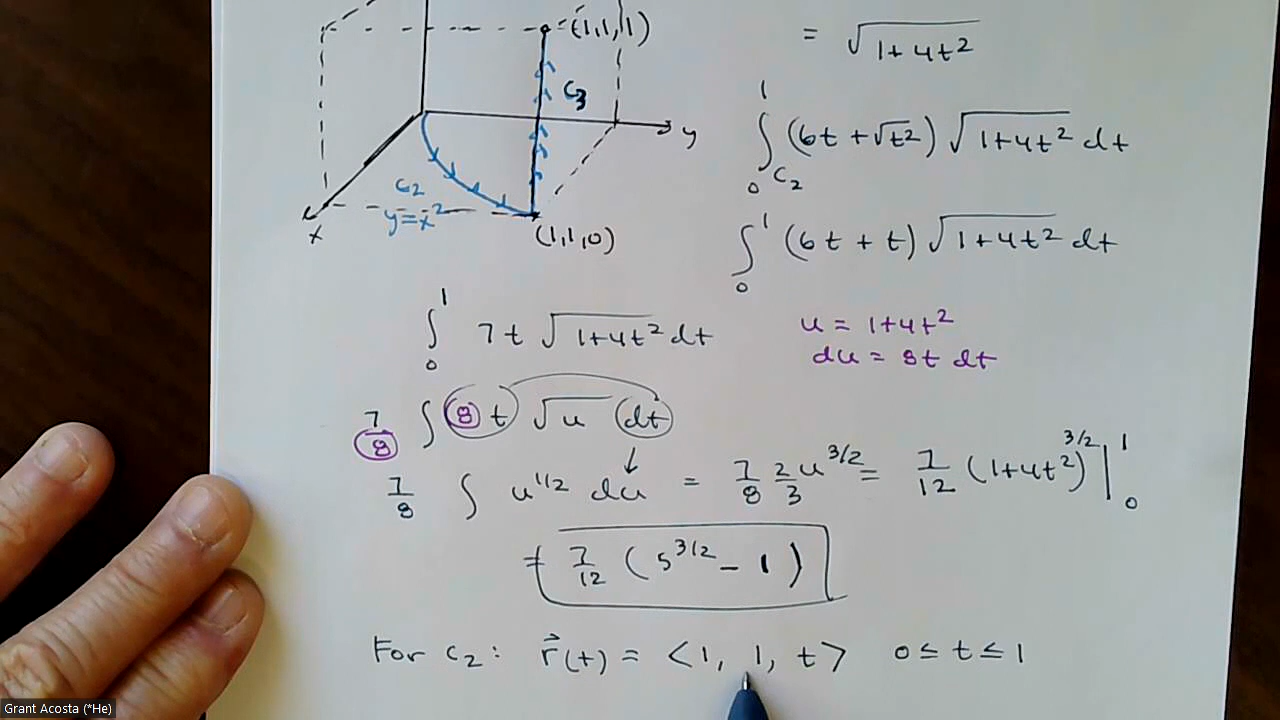 (1,1,1)
C3
y
C2
y=x²
x
(1,1,0)
= √(1+4t²)
∫₀¹ C2 (6t + √t²) √(1+4t²) dt
∫₀¹ (6t + t) √(1+4t²) dt
∫₀¹ 7t √(1+4t²) dt
u = 1+4t²
du = 8t dt
7/8 ∫ 8 t √u dt
7/8 ∫ u^1/2 du = 7/8 2/3 u^3/2 = 7/12 (1+4t²)^3/2 |₀¹
= 7/12 (5^3/2 - 1)
For C2: r⃗(t) = <1, 1, t> 0 ≤ t ≤ 1
Grant Acosta (*He)